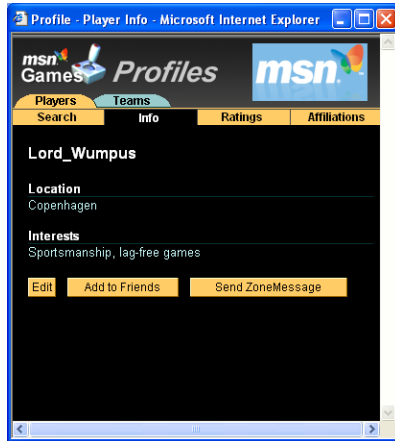 Profile - Player Info - Microsoft Internet Explorer
msn
Games
Profiles
msn
Players Teams
Search Info Ratings Affiliations
Lord_Wumpus
Location
Copenhagen
Interests
Sportsmanship, lag-free games
Edit Add to Friends Send ZoneMessage